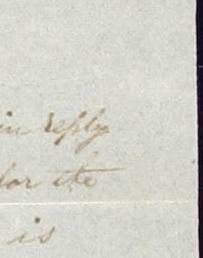 in reply
for the
is